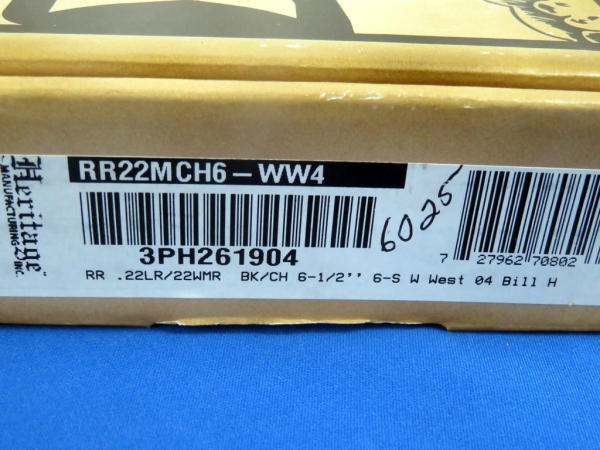 Heritage
MANUFACTURING, INC.
RR22MCH6-WW4
3PH261904
6025
7 27962 70802
RR .22LR/22WMR BK/CH 6-1/2'' 6-S W West 04 Bill H